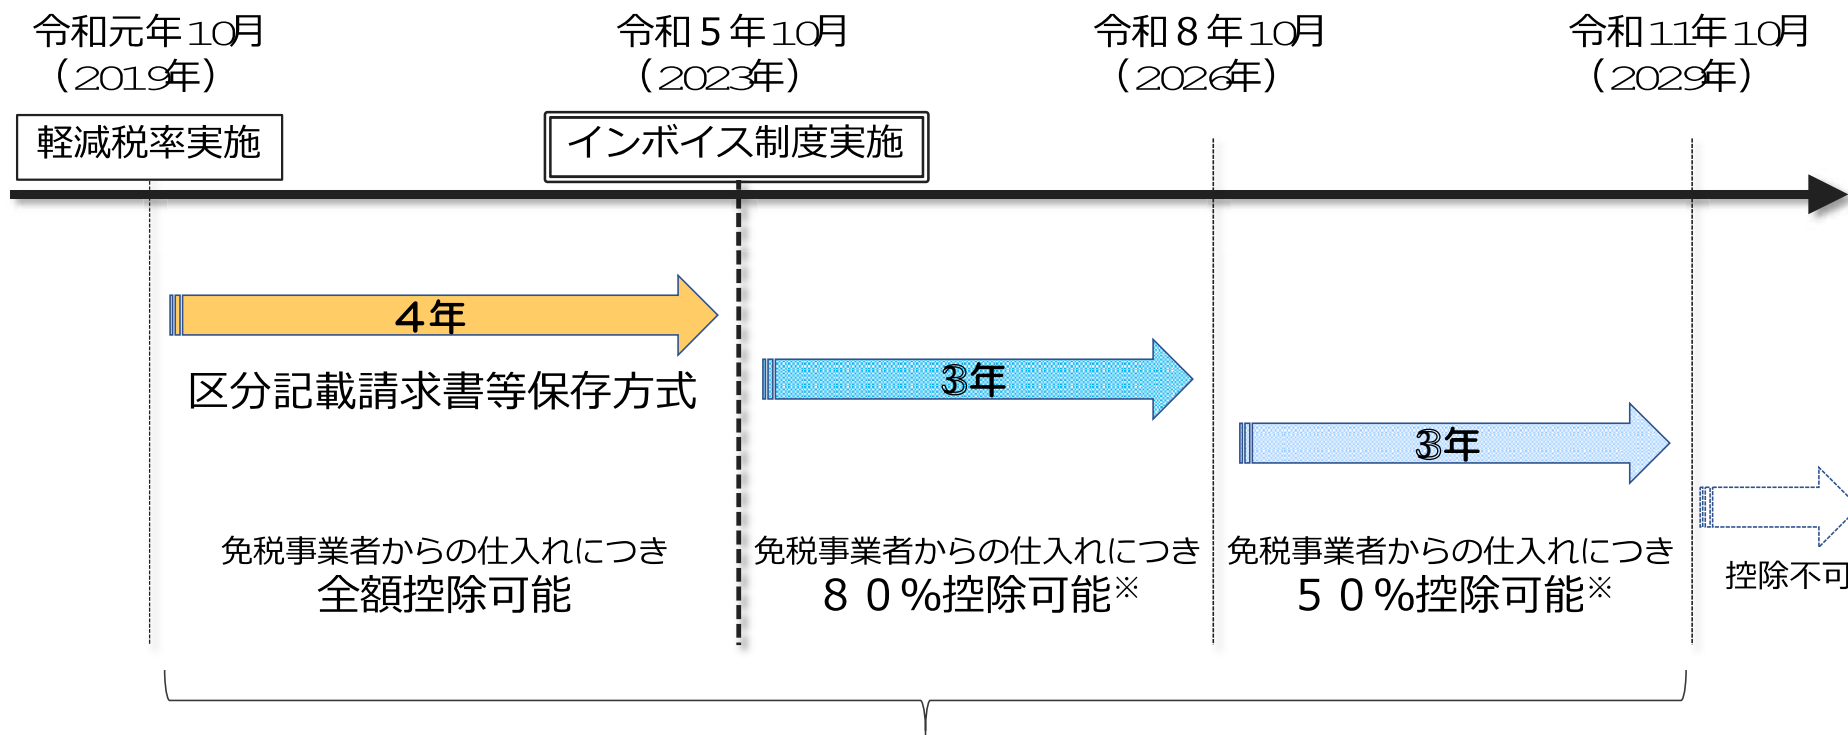 令和元年10月
（2019年）
令和５年10月
（2023年）
令和８年10月
（2026年）
令和11年10月
（2029年）
軽減税率実施
インボイス制度実施
４年
区分記載請求書等保存方式
3年
3年
免税事業者からの仕入れにつき
全額控除可能
免税事業者からの仕入れにつき
８０%控除可能※
免税事業者からの仕入れにつき
５０%控除可能※
控除不可